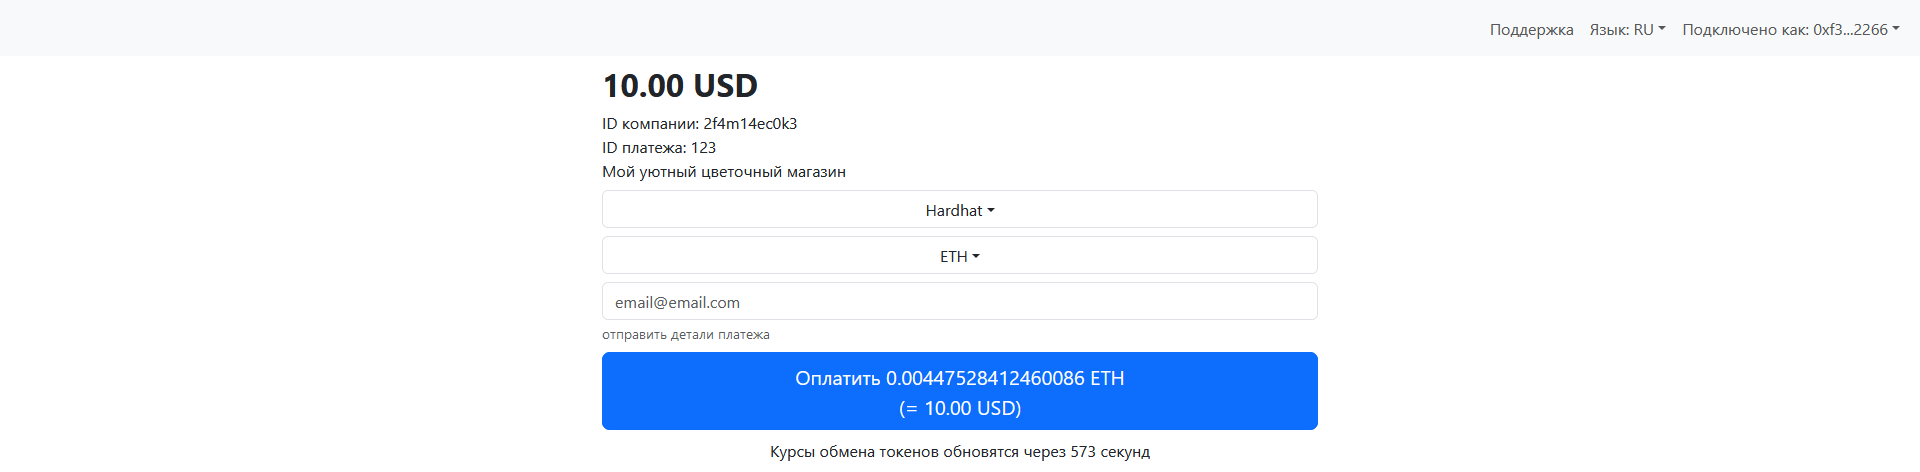 Поддержка Язык: RU Подключено как: 0xf3...2266
10.00 USD
ID компании: 2f4m14ec0k3
ID платежа: 123
Мой уютный цветочный магазин
Hardhat
ETH
email@email.com
отправить детали платежа
Оплатить 0.00447528412460086 ETH
(= 10.00 USD)
Курсы обмена токенов обновятся через 573 секунд